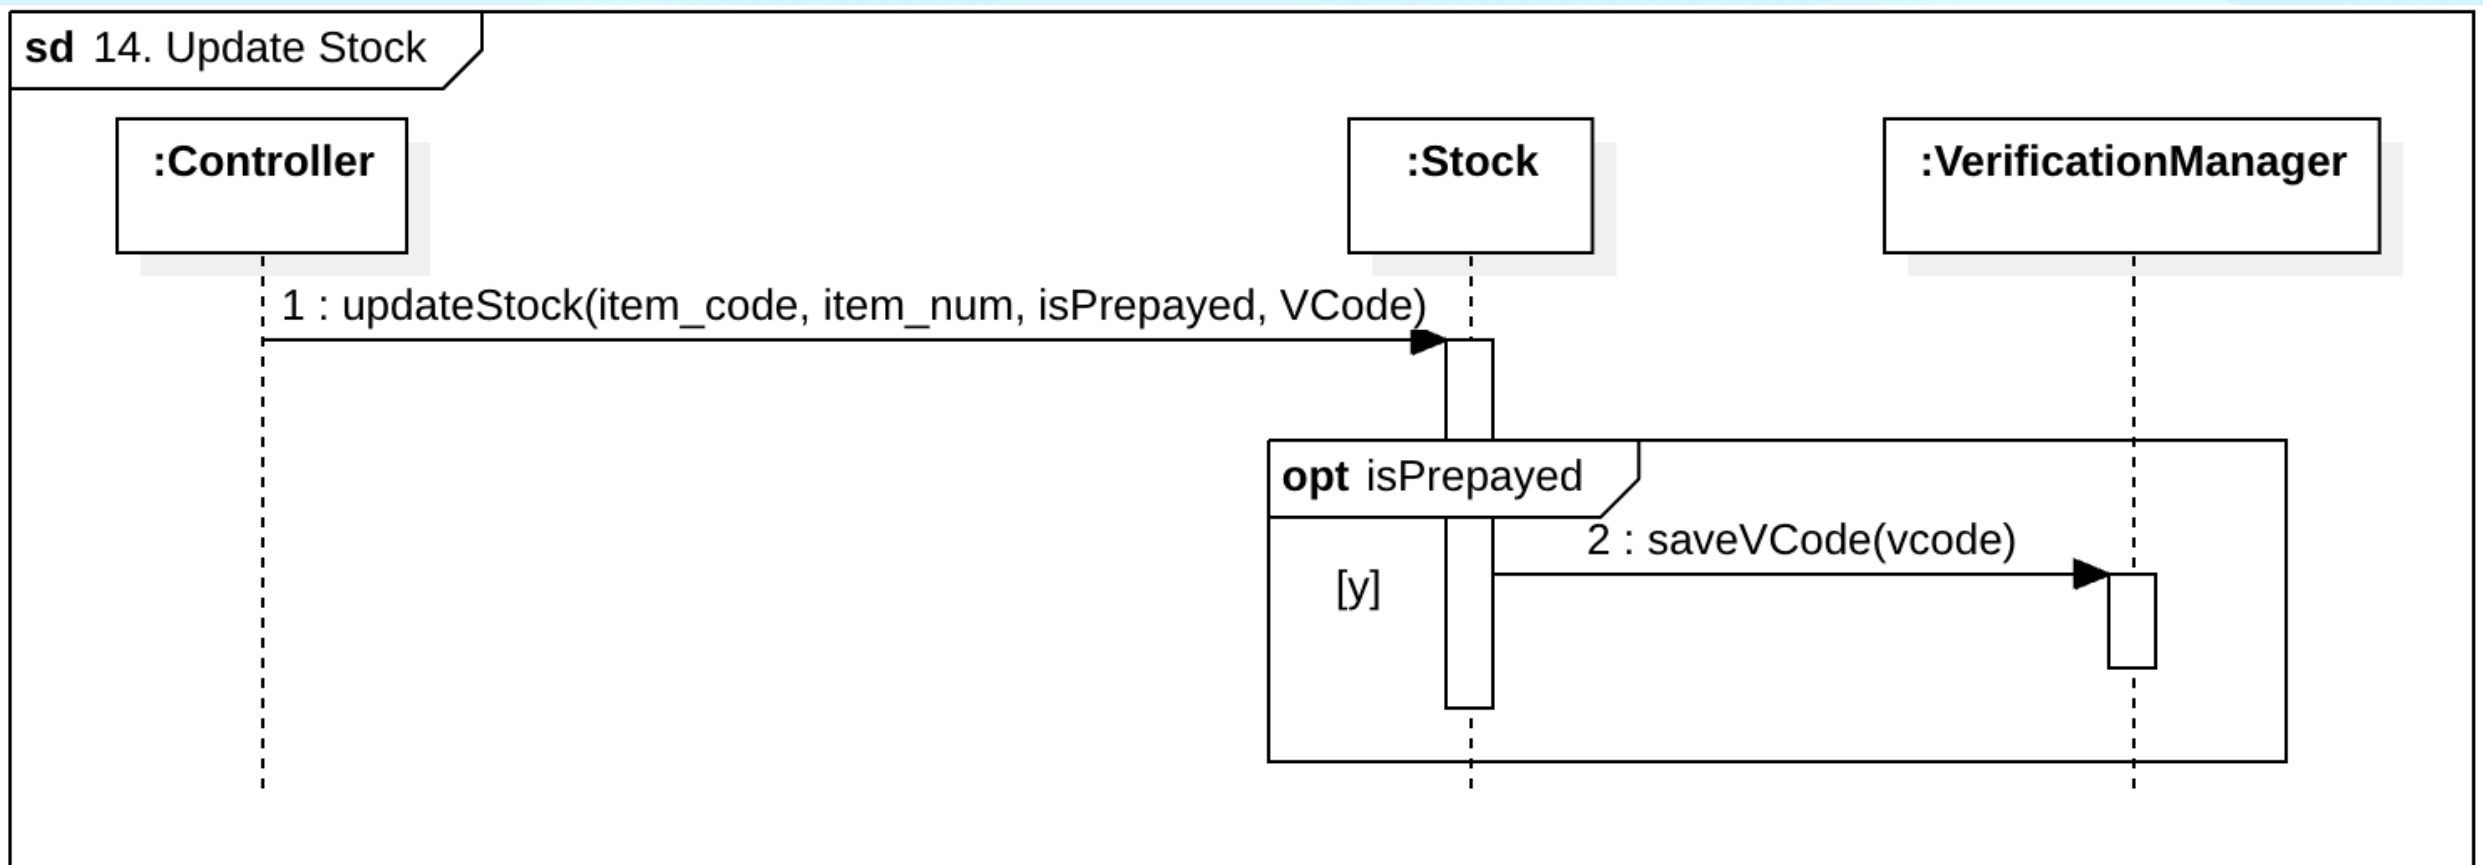 sd 14. Update Stock
:Controller
:Stock
:VerificationManager
1 : updateStock(item_code, item_num, isPrepayed, VCode)
opt isPrepayed
2 : saveVCode(vcode)
[y]